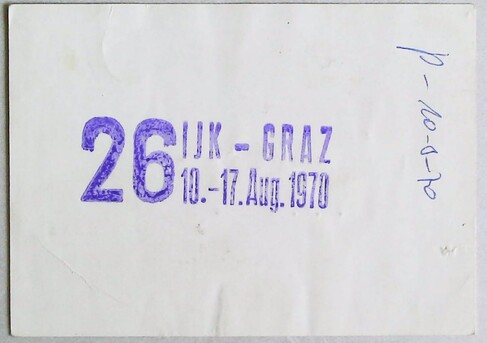 26 IJK - GRAZ
10.-17. Aug. 1970
p - 10-8-70